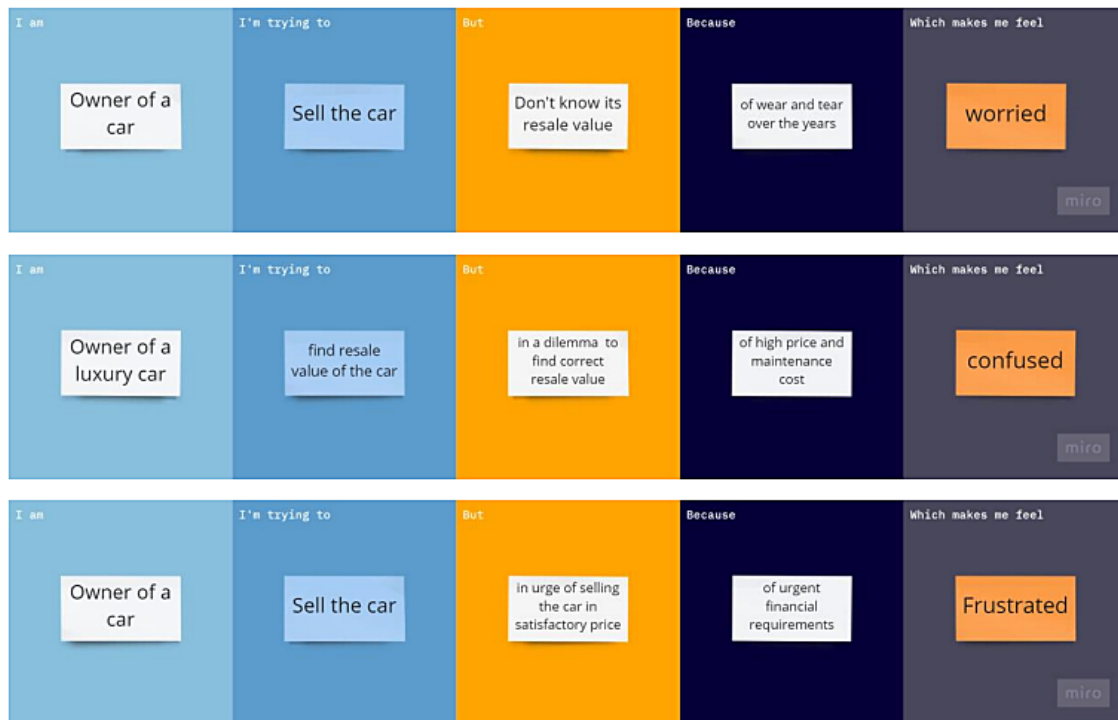 I am
I'm trying to
But
Because
Which makes me feel
Owner of a
car
Sell the car
Don't know its
resale value
of wear and tear
over the years
worried
miro
I am
I'm trying to
But
Because
Which makes me feel
Owner of a
luxury car
find resale
value of the car
in a dilemma to
find correct
resale value
of high price and
maintenance
cost
confused
miro
I am
I'm trying to
But
Because
Which makes me feel
Owner of a
car
Sell the car
in urge of selling
the car in
satisfactory price
of urgent
financial
requirements
Frustrated
miro